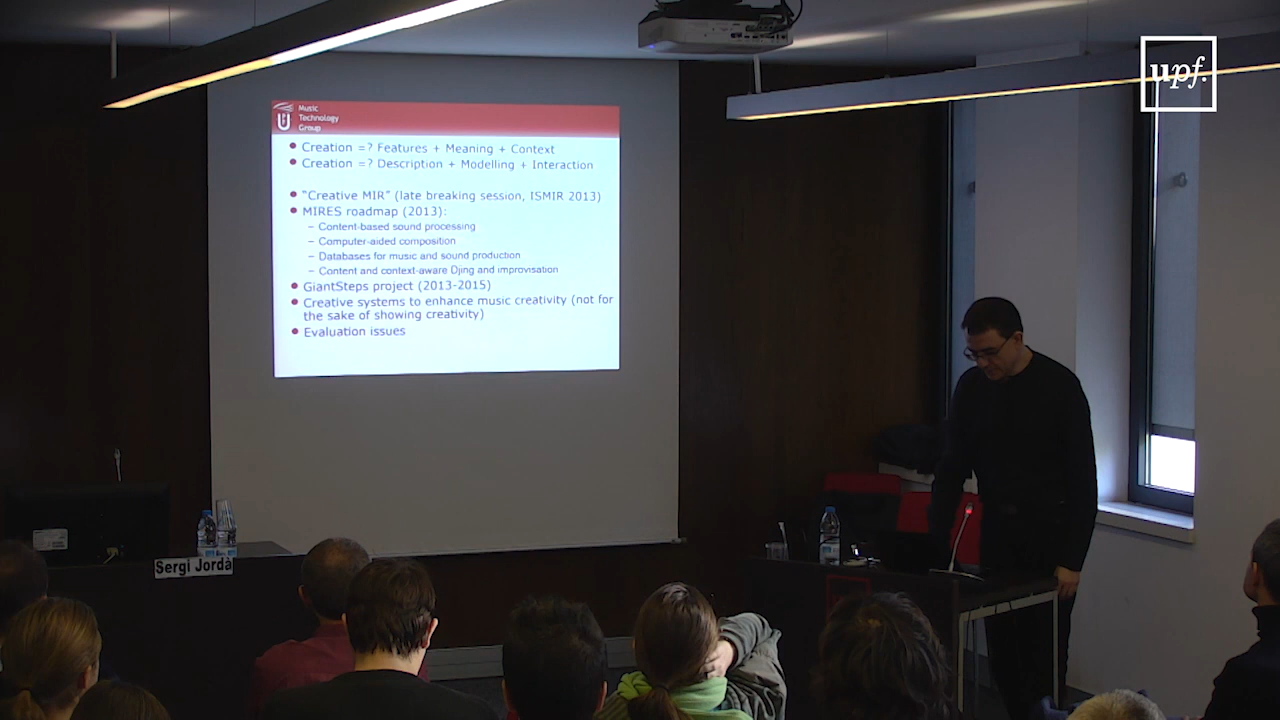 upf.
Music
Technology
Group
Creation =? Features + Meaning + Context
Creation =? Description + Modelling + Interaction
"Creative MIR" (late breaking session, ISMIR 2013)
MIRES roadmap (2013):
– Content-based sound processing
– Computer-aided composition
– Databases for music and sound production
– Content and context-aware Djing and improvisation
GiantSteps project (2013-2015)
Creative systems to enhance music creativity (not for
the sake of showing creativity)
Evaluation issues
Sergi Jordà